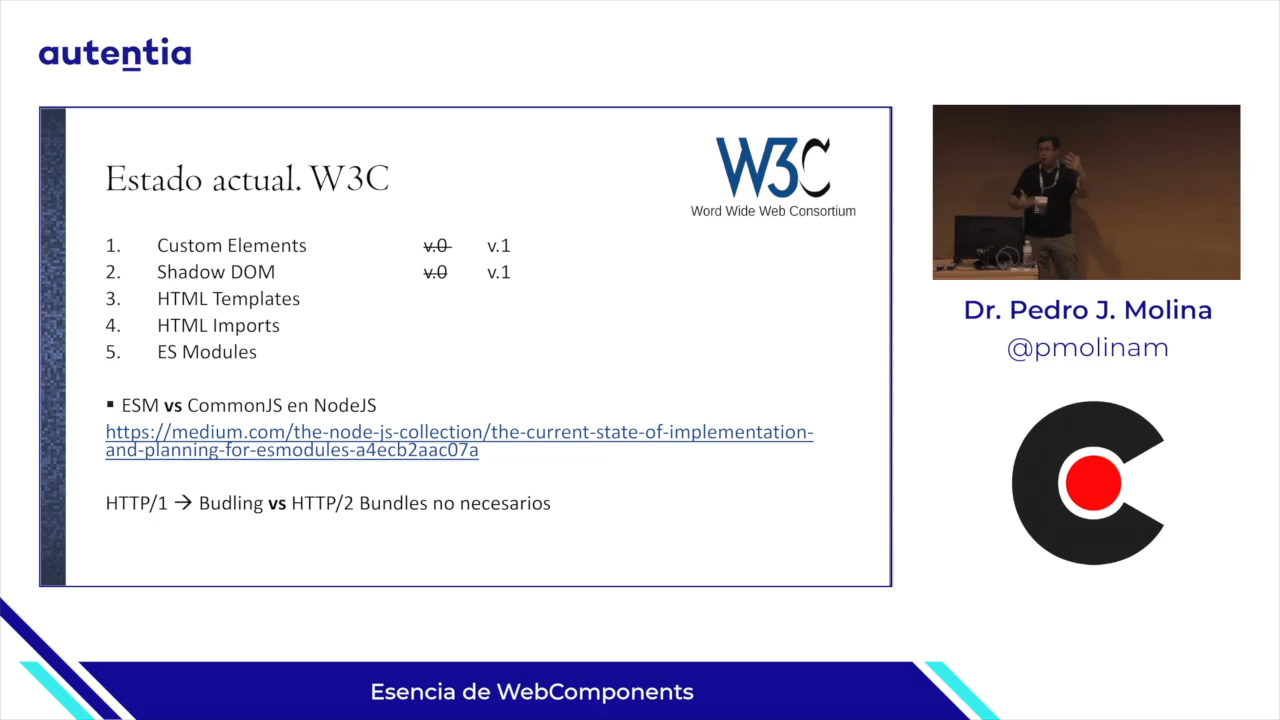 autentia
Estado actual. W3C
W3C
Word Wide Web Consortium
1. Custom Elements v.0 v.1
2. Shadow DOM v.0 v.1
3. HTML Templates
4. HTML Imports
5. ES Modules
▪ ESM vs CommonJS en NodeJS
https://medium.com/the-node-js-collection/the-current-state-of-implementation-
and-planning-for-esmodules-a4ecb2aac07a
HTTP/1 → Budling vs HTTP/2 Bundles no necesarios
Dr. Pedro J. Molina
@pmolinam
Esencia de WebComponents